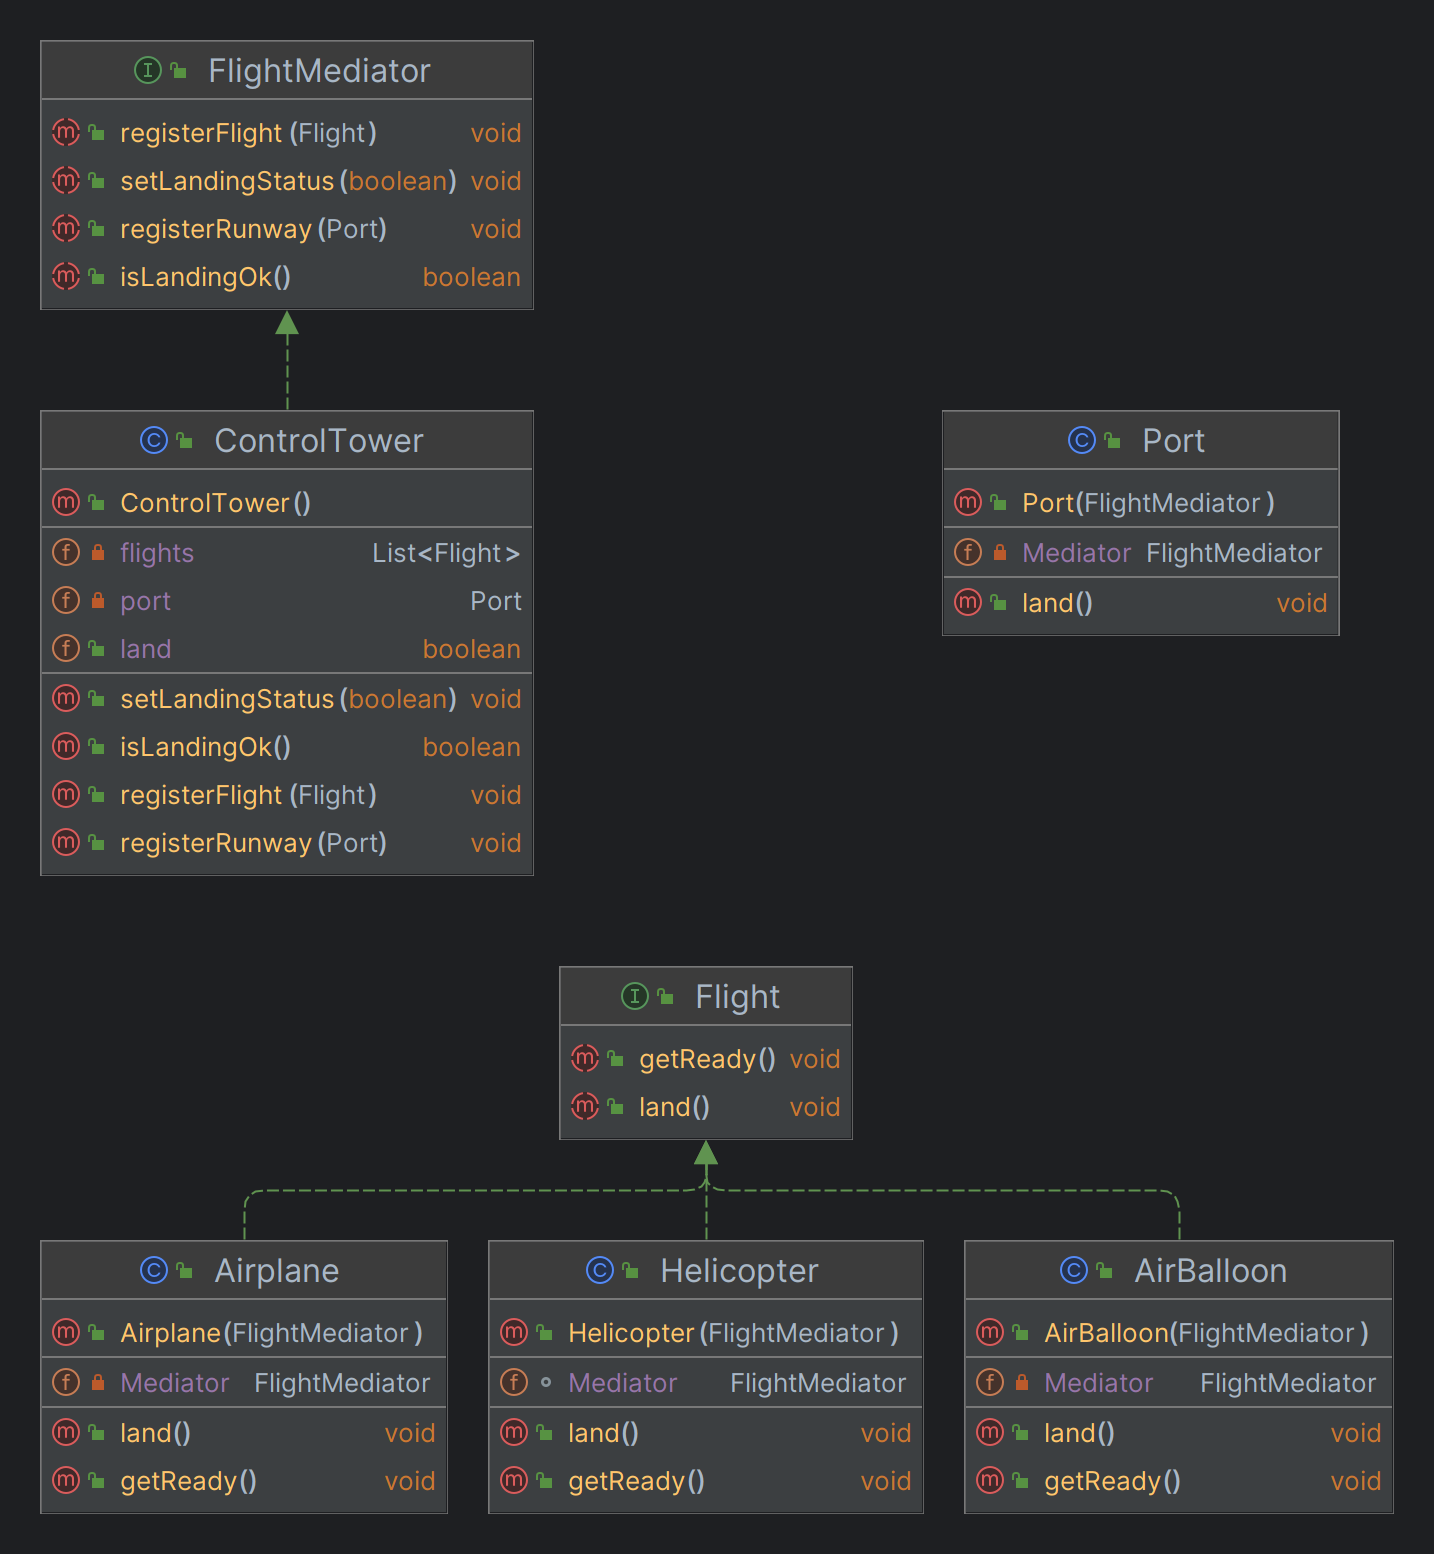 FlightMediator
registerFlight(Flight) void
setLandingStatus(boolean) void
registerRunway(Port) void
isLandingOk() boolean
ControlTower
ControlTower()
flights List<Flight>
port Port
land boolean
setLandingStatus(boolean) void
isLandingOk() boolean
registerFlight(Flight) void
registerRunway(Port) void
Port
Port(FlightMediator)
Mediator FlightMediator
land() void
Flight
getReady() void
land() void
Airplane
Airplane(FlightMediator)
Mediator FlightMediator
land() void
getReady() void
Helicopter
Helicopter(FlightMediator)
Mediator FlightMediator
land() void
getReady() void
AirBalloon
AirBalloon(FlightMediator)
Mediator FlightMediator
land() void
getReady() void